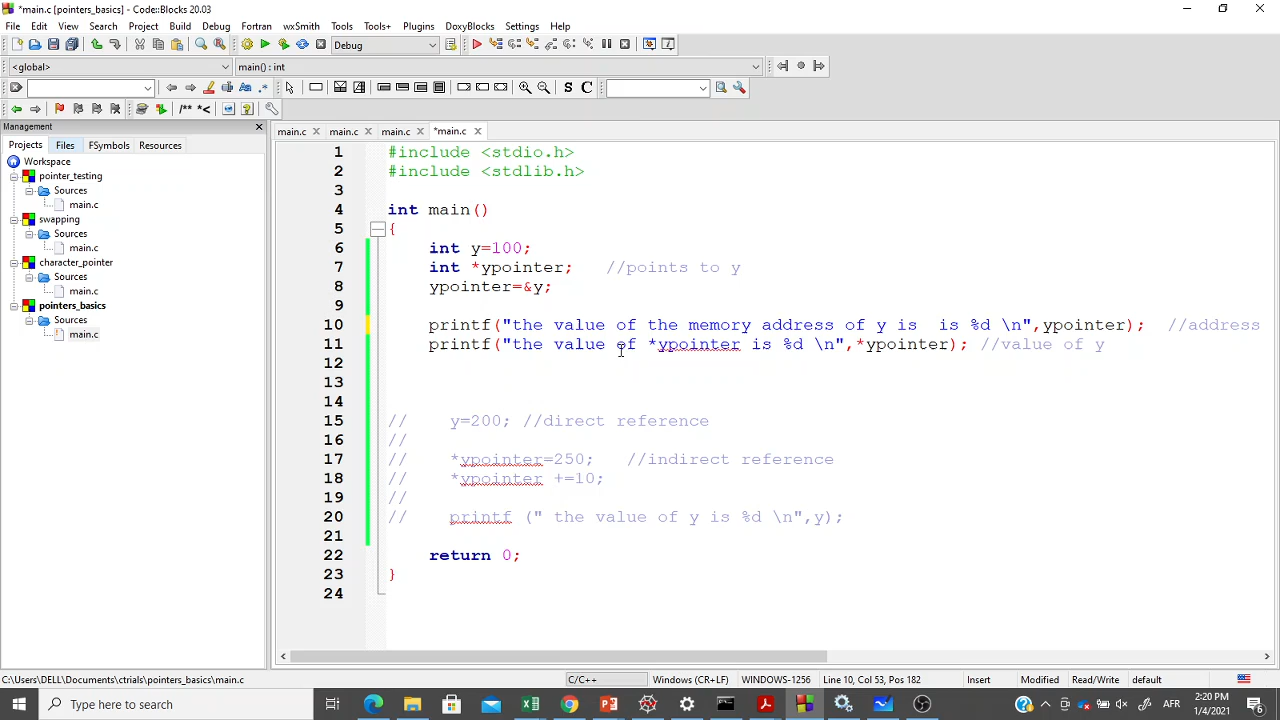 *main.c [pointers_basics] - Code::Blocks 20.03
File Edit View Search Project Build Debug Fortran wxSmith Tools Tools+ Plugins DoxyBlocks Settings Help
Debug
<global> main() : int
/** *<
S C
Management
Projects Files FSymbols Resources
main.c main.c main.c *main.c
Workspace
pointer_testing
Sources
main.c
swapping
Sources
main.c
character_pointer
Sources
main.c
pointers_basics
Sources
main.c
1 #include <stdio.h>
2 #include <stdlib.h>
3
4 int main()
5 {
6 int y=100;
7 int *ypointer; //points to y
8 ypointer=&y;
9
10 printf("the value of the memory address of y is  is %d \n",ypointer); //address
11 printf("the value of *ypointer is %d \n",*ypointer); //value of y
12
13
14
15 // y=200; //direct reference
16 //
17 // *ypointer=250; //indirect reference
18 // *ypointer +=10;
19 //
20 // printf (" the value of y is %d \n",y);
21
22 return 0;
23 }
24
C:\Users\DELL\Documents\ctrials\pointers_basics\main.c C/C++ Windows (CR+LF) WINDOWS-1256 Line 10, Col 53, Pos 182 Insert Modified Read/Write default
Type here to search
AFR
2:20 PM
1/4/2021